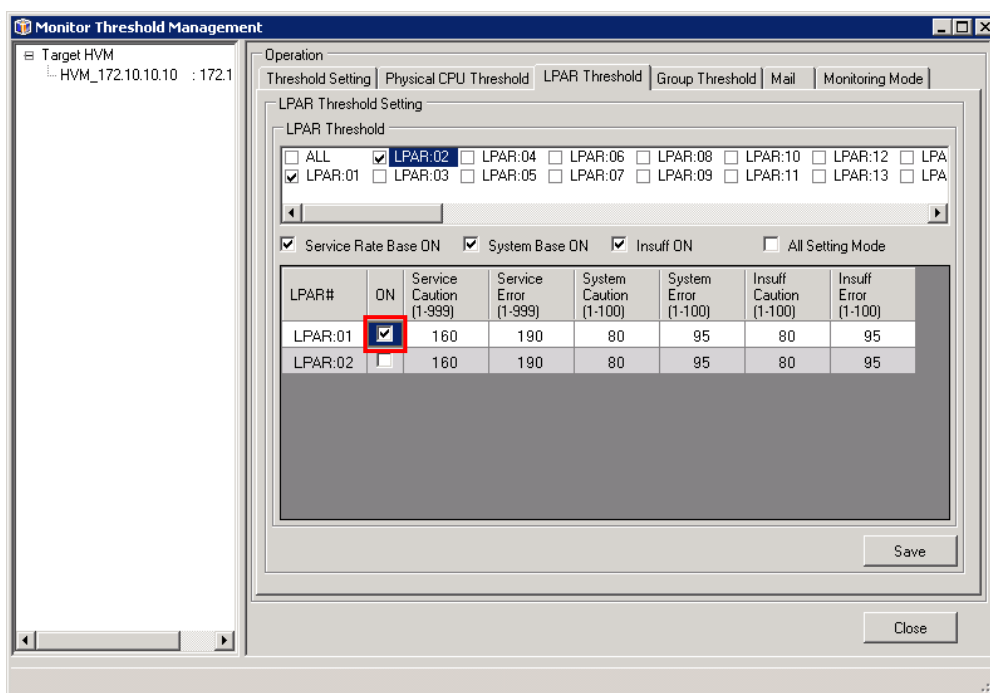 Monitor Threshold Management
Target HVM
HVM_172.10.10.10 : 172.1
Operation
Threshold Setting Physical CPU Threshold LPAR Threshold Group Threshold Mail Monitoring Mode
LPAR Threshold Setting
LPAR Threshold
ALL LPAR:02 LPAR:04 LPAR:06 LPAR:08 LPAR:10 LPAR:12 LPA
LPAR:01 LPAR:03 LPAR:05 LPAR:07 LPAR:09 LPAR:11 LPAR:13 LPA
Service Rate Base ON System Base ON Insuff ON All Setting Mode
LPAR# ON Service Caution (1-999) Service Error (1-999) System Caution (1-100) System Error (1-100) Insuff Caution (1-100) Insuff Error (1-100)
LPAR:01 160 190 80 95 80 95
LPAR:02 160 190 80 95 80 95
Save
Close